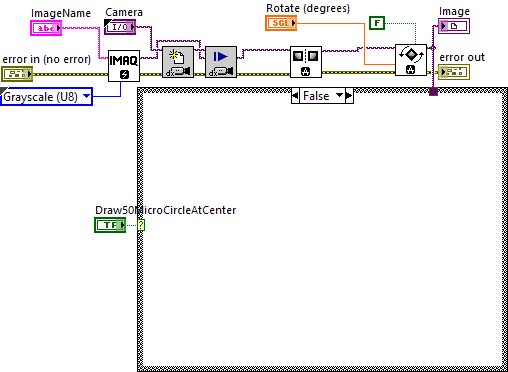 ImageName
Camera
Rotate (degrees)
Image
abc
I/O
SGL
F
error in (no error)
IMAQ
error out
Grayscale (U8)
False
Draw50MicroCircleAtCenter
TF
?